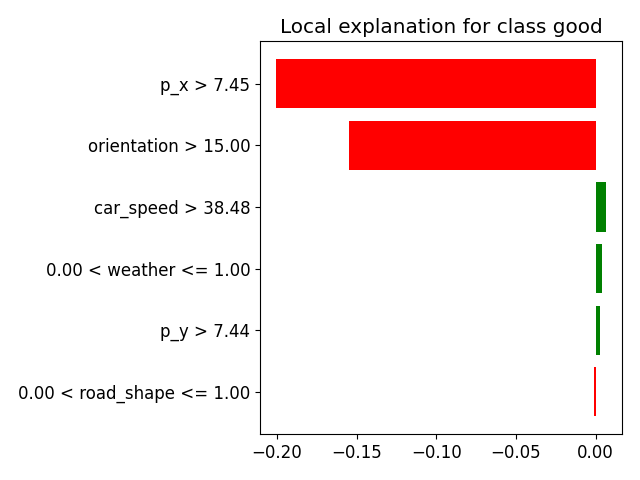 Local explanation for class good
p_x > 7.45
orientation > 15.00
car_speed > 38.48
0.00 < weather <= 1.00
p_y > 7.44
0.00 < road_shape <= 1.00
−0.20 −0.15 −0.10 −0.05 0.00